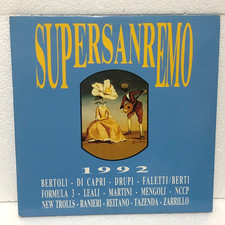 SUPERSANREMO
1992
BERTOLI - DI CAPRI - DRUPI - FALETTI/BERTI
FORMULA 3 - LEALI - MARTINI - MENGOLI - NCCP
NEW TROLLS - RANIERI - REITANO - TAZENDA - ZARRILLO